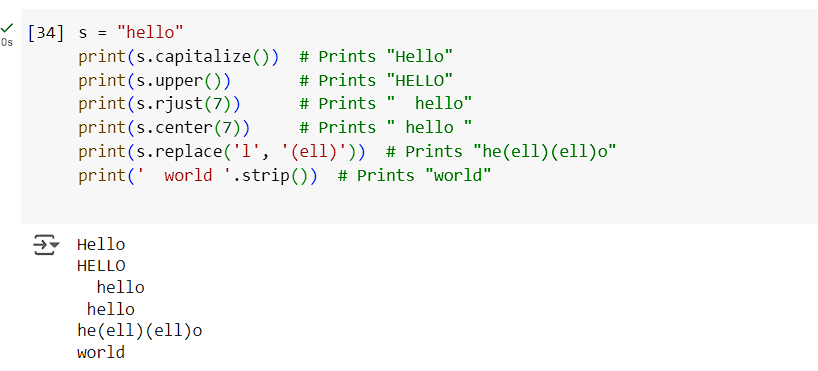 [34] s = "hello"
0s
print(s.capitalize())  # Prints "Hello"
print(s.upper())       # Prints "HELLO"
print(s.rjust(7))      # Prints "  hello"
print(s.center(7))     # Prints " hello "
print(s.replace('l', '(ell)'))  # Prints "he(ell)(ell)o"
print('  world '.strip())  # Prints "world"
Hello
HELLO
  hello
 hello
he(ell)(ell)o
world